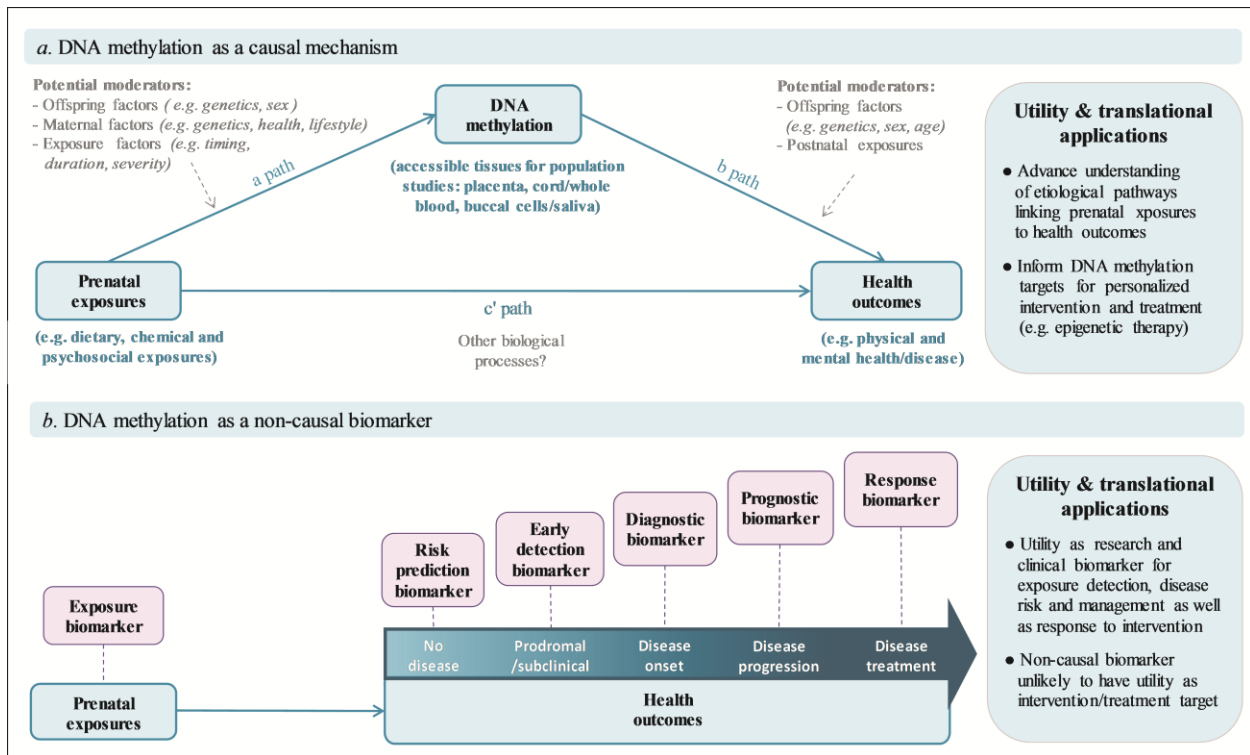 a. DNA methylation as a causal mechanism
Potential moderators:
- Offspring factors (e.g. genetics, sex)
- Maternal factors (e.g. genetics, health, lifestyle)
- Exposure factors (e.g. timing,
duration, severity)
a path
DNA
methylation
(accessible tissues for population
studies: placenta, cord/whole
blood, buccal cells/saliva)
b path
Potential moderators:
- Offspring factors
(e.g. genetics, sex, age)
- Postnatal exposures
Prenatal
exposures
(e.g. dietary, chemical and
psychosocial exposures)
c' path
Other biological
processes?
Health
outcomes
(e.g. physical and
mental health/disease)
Utility & translational
applications
● Advance understanding
of etiological pathways
linking prenatal xposures
to health outcomes
● Inform DNA methylation
targets for personalized
intervention and treatment
(e.g. epigenetic therapy)
b. DNA methylation as a non-causal biomarker
Exposure
biomarker
Prenatal
exposures
Risk
prediction
biomarker
Early
detection
biomarker
Diagnostic
biomarker
Prognostic
biomarker
Response
biomarker
No
disease
Prodromal
/subclinical
Disease
onset
Disease
progression
Disease
treatment
Health
outcomes
Utility & translational
applications
● Utility as research and
clinical biomarker for
exposure detection, disease
risk and management as well
as response to intervention
● Non-causal biomarker
unlikely to have utility as
intervention/treatment target